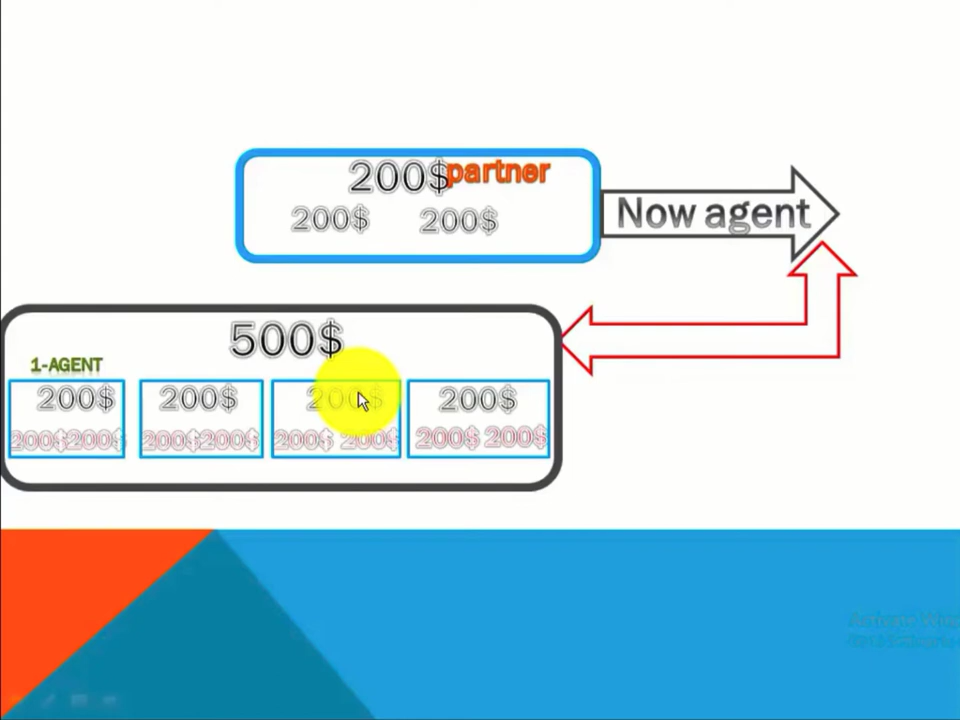 200$ partner
200$ 200$
Now agent
500$
1-AGENT
200$ 200$ 200$ 200$
200$ 200$ 200$ 200$ 200$ 200$ 200$ 200$